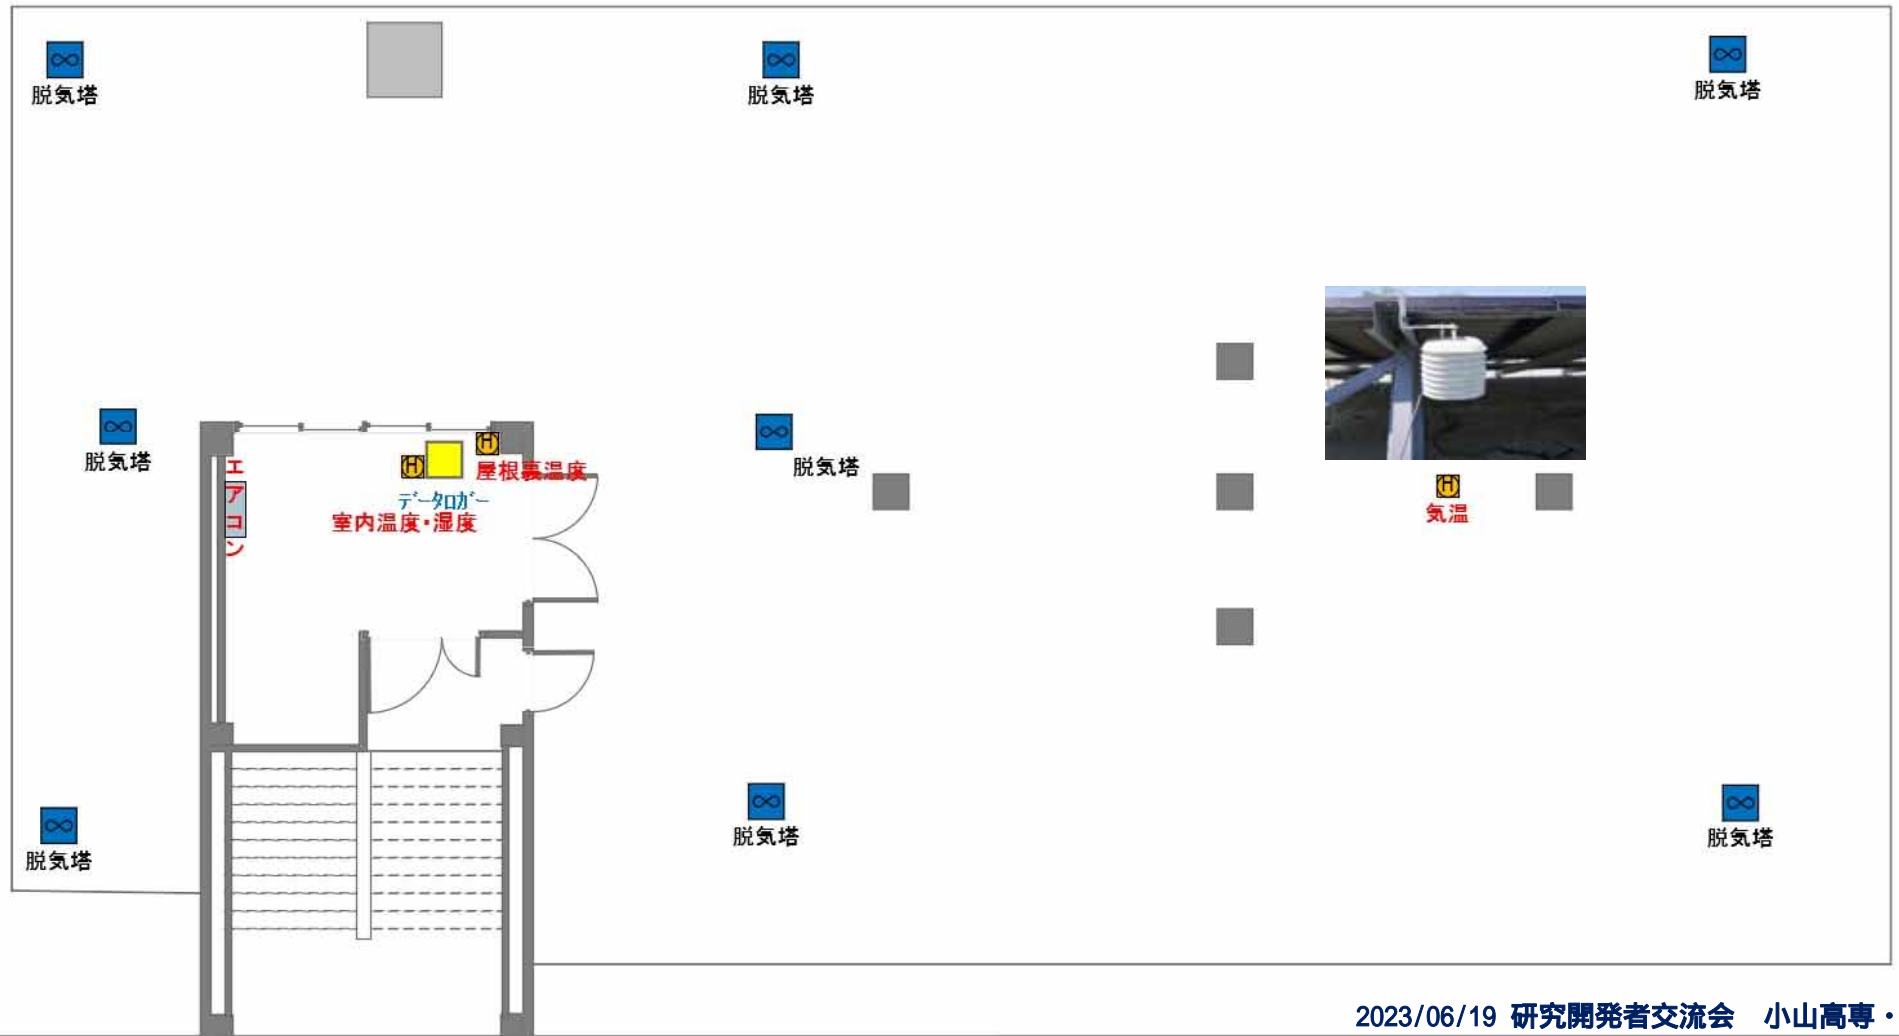 脱気塔
脱気塔
脱気塔
脱気塔
エアコン
H
H
屋根裏温度
データロガー
室内温度・湿度
脱気塔
H
気温
脱気塔
脱気塔
脱気塔
2023/06/19 研究開発者交流会　小山高専・